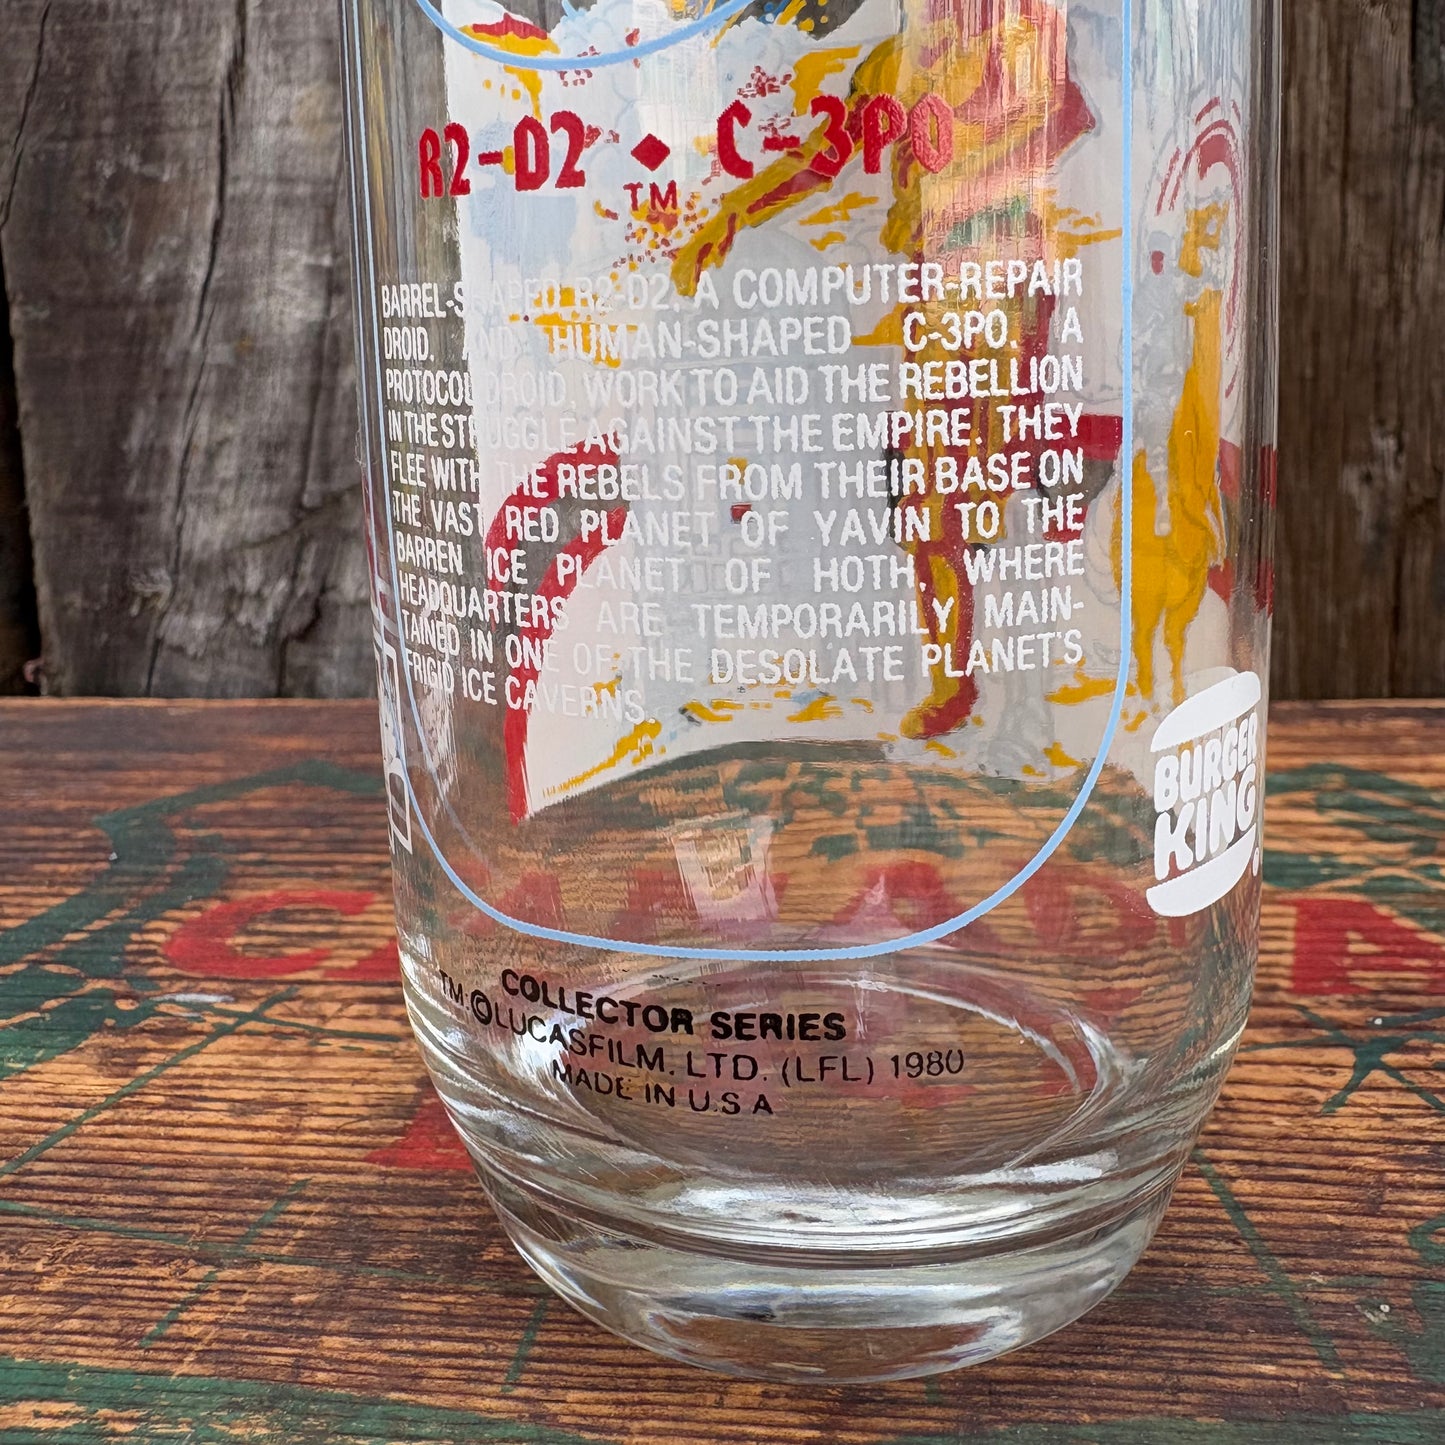 R2-D2 ◆ C-3PO
TM
BARREL-SHAPED R2-D2, A COMPUTER-REPAIR
DROID, AND HUMAN-SHAPED C-3PO, A
PROTOCOL DROID, WORK TO AID THE REBELLION
IN THE STRUGGLE AGAINST THE EMPIRE. THEY
FLEE WITH THE REBELS FROM THEIR BASE ON
THE VAST RED PLANET OF YAVIN TO THE
BARREN ICE PLANET OF HOTH, WHERE
HEADQUARTERS ARE TEMPORARILY MAIN-
TAINED IN ONE OF THE DESOLATE PLANET'S
FRIGID ICE CAVERNS.
BURGER
KING®
COLLECTOR SERIES
TM·©LUCASFILM, LTD. (LFL) 1980
MADE IN U.S A
CANADA